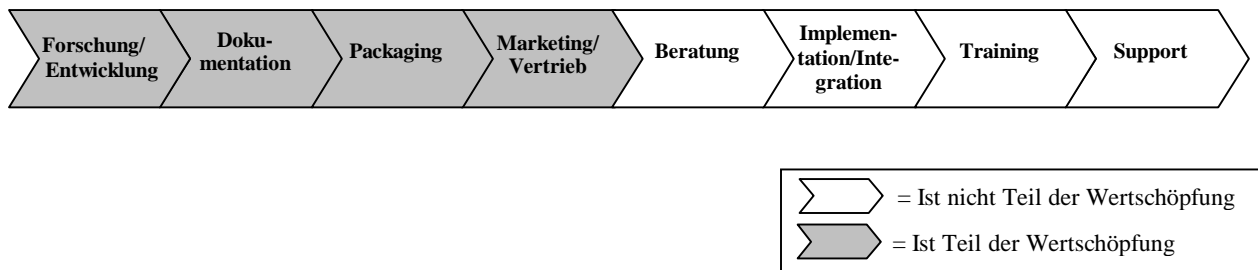 Forschung/
Entwicklung
Doku-
mentation
Packaging
Marketing/
Vertrieb
Beratung
Implemen-
tation/Inte-
gration
Training
Support
= Ist nicht Teil der Wertschöpfung
= Ist Teil der Wertschöpfung